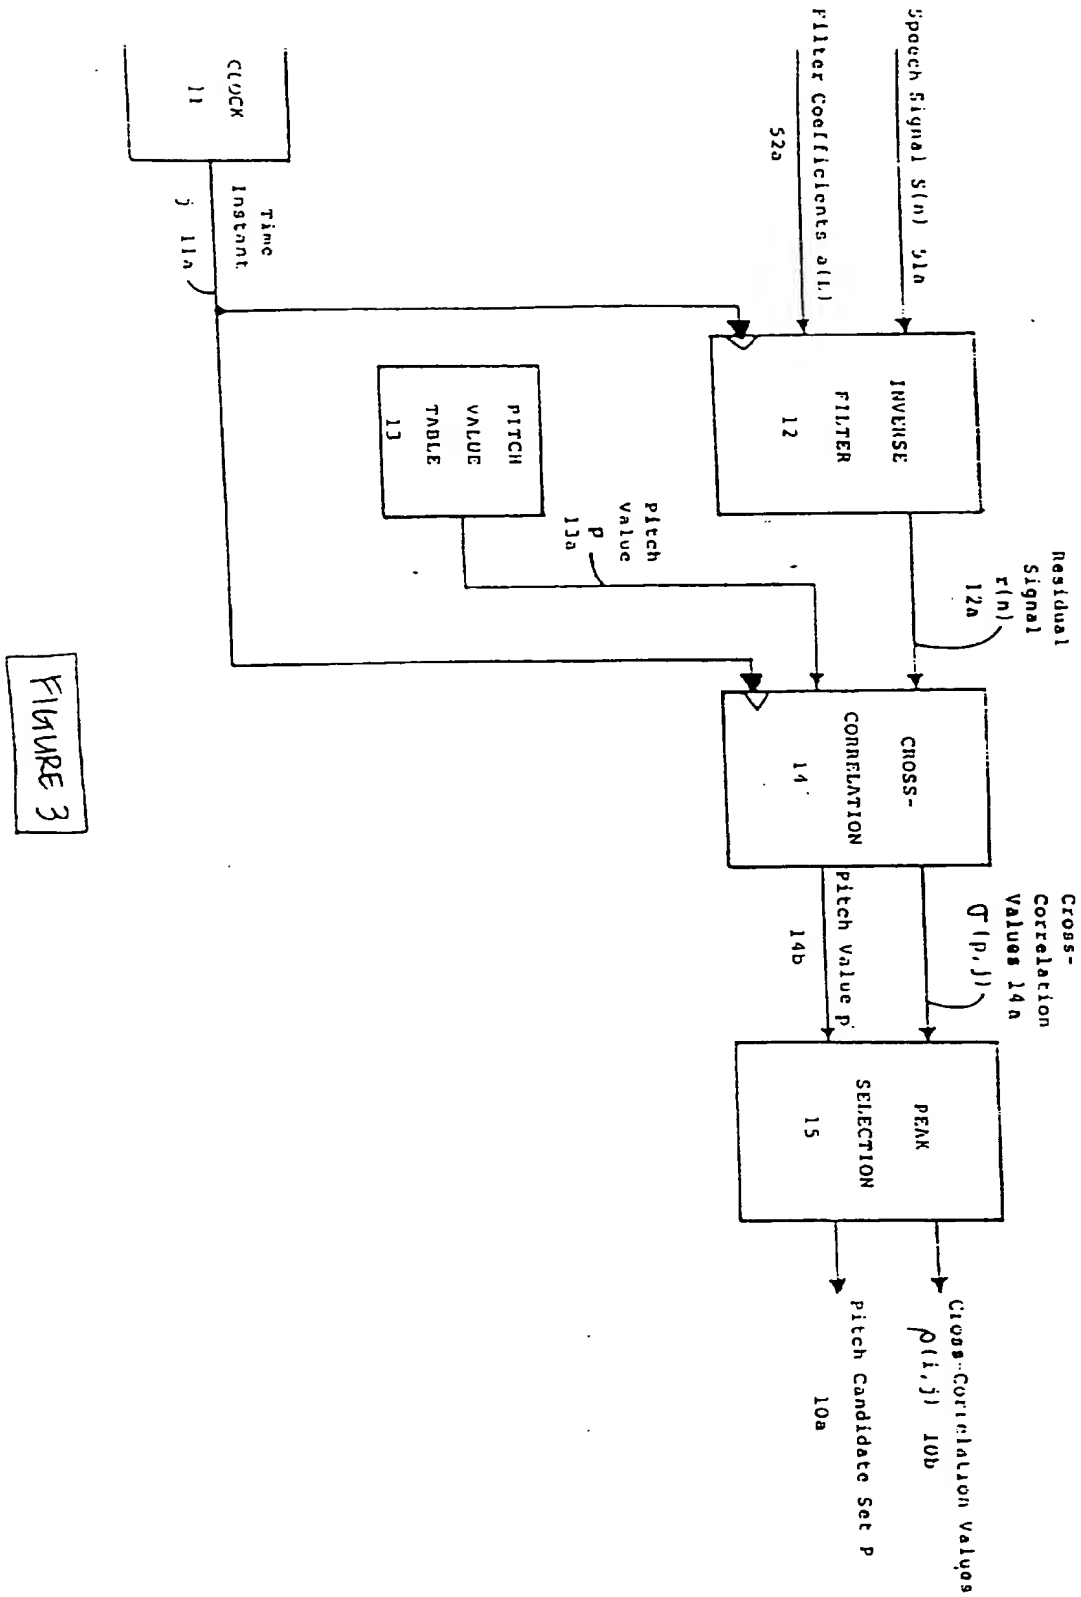 Speech Signal S(n) 51a
Filter Coefficients a(L)
52a
CLOCK
11
Time
Instant
j 11a
INVERSE
FILTER
12
PITCH
VALUE
TABLE
13
Pitch
Value
p
13a
Residual
Signal
r(n)
12a
CROSS-
CORRELATION
14
Cross-
Correlation
Values 14a
σ(p,j)
Pitch Value p
14b
PEAK
SELECTION
15
Cross-Correlation Values
ρ(i,j) 10b
Pitch Candidate Set P
10a
FIGURE 3